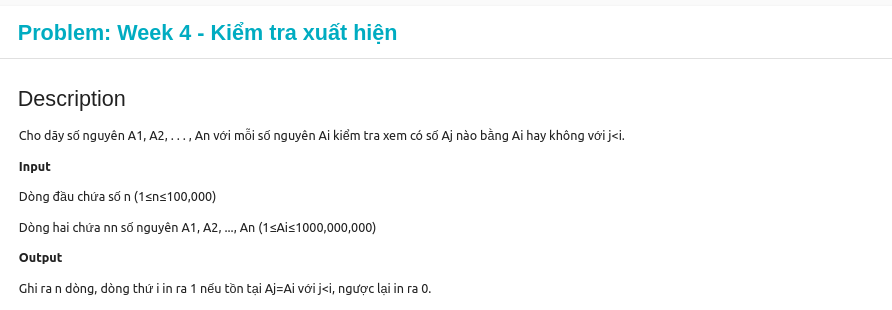 Problem: Week 4 - Kiểm tra xuất hiện
Description
Cho dãy số nguyên A1, A2, . . . , An với mỗi số nguyên Ai kiểm tra xem có số Aj nào bằng Ai hay không với j<i.
Input
Dòng đầu chứa số n (1≤n≤100,000)
Dòng hai chứa nn số nguyên A1, A2, ..., An (1≤Ai≤1000,000,000)
Output
Ghi ra n dòng, dòng thứ i in ra 1 nếu tồn tại Aj=Ai với j<i, ngược lại in ra 0.